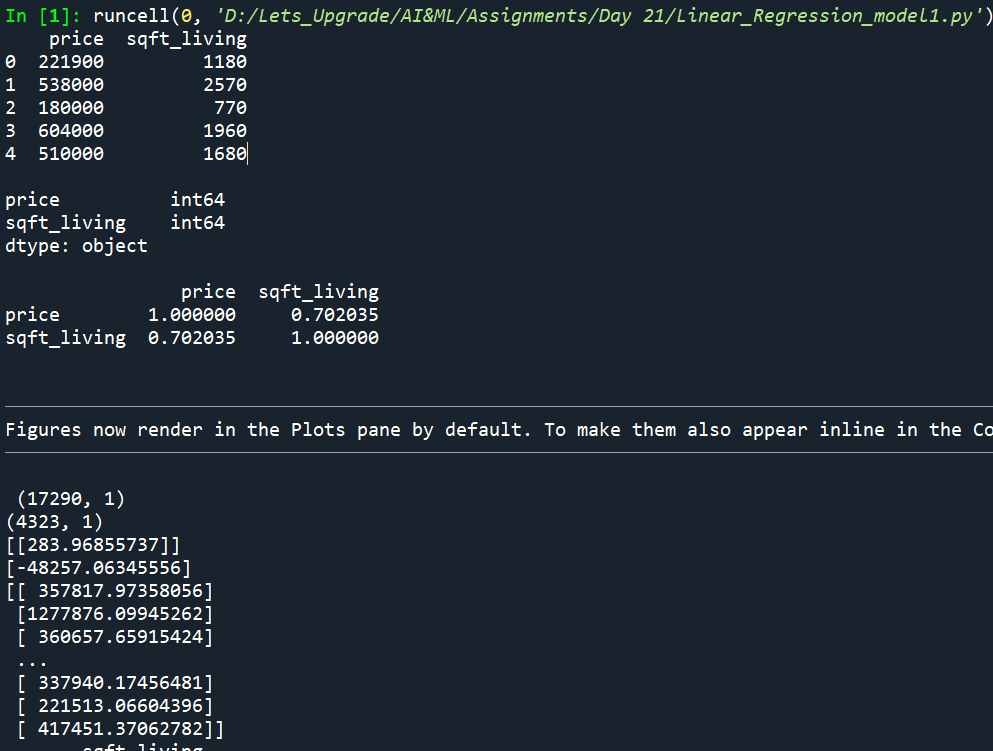 In [1]: runcell(0, 'D:/Lets_Upgrade/AI&ML/Assignments/Day 21/Linear_Regression_model1.py')
    price  sqft_living
0  221900         1180
1  538000         2570
2  180000          770
3  604000         1960
4  510000         1680
price          int64
sqft_living    int64
dtype: object
                price  sqft_living
price        1.000000     0.702035
sqft_living  0.702035     1.000000
Figures now render in the Plots pane by default. To make them also appear inline in the Co
 (17290, 1)
(4323, 1)
[[283.96855737]]
[-48257.06345556]
[[ 357817.97358056]
 [1277876.09945262]
 [ 360657.65915424]
 ...
 [ 337940.17456481]
 [ 221513.06604396]
 [ 417451.37062782]]
       sqft_living